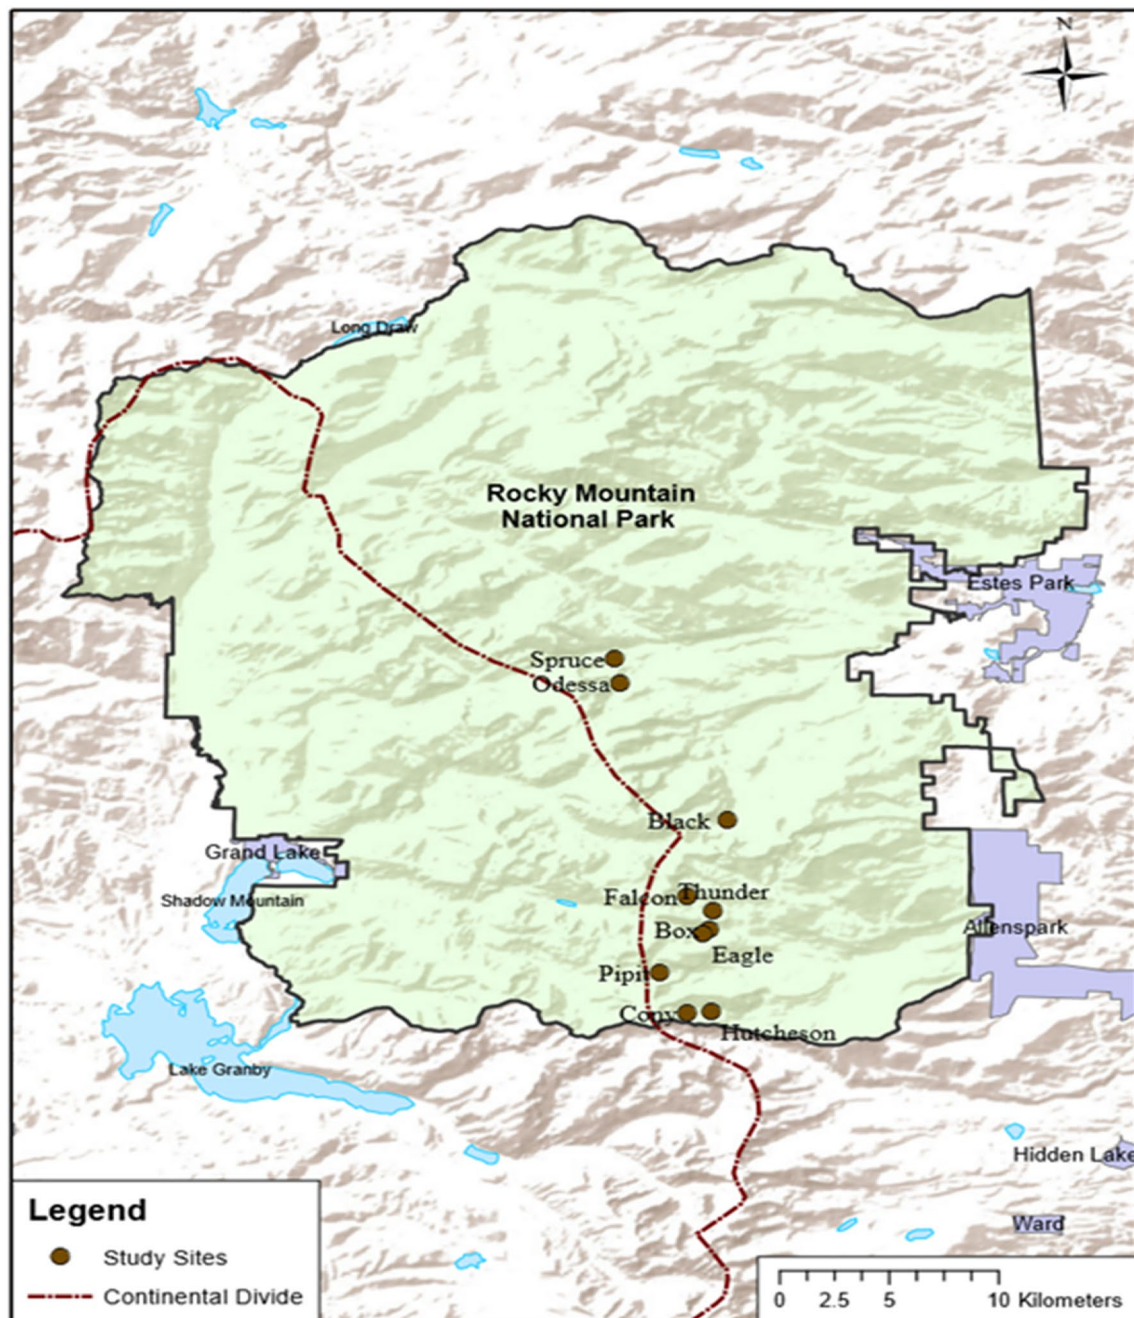 N
Long Draw
Rocky Mountain
National Park
Estes Park
Spruce
Odessa
Black
Grand Lake
Thunder
Falcon
Shadow Mountain
Box
Allenspark
Eagle
Pipit
Cony
Hutcheson
Lake Granby
Hidden Lake
Legend
Study Sites
Continental Divide
Ward
0 2.5 5 10 Kilometers